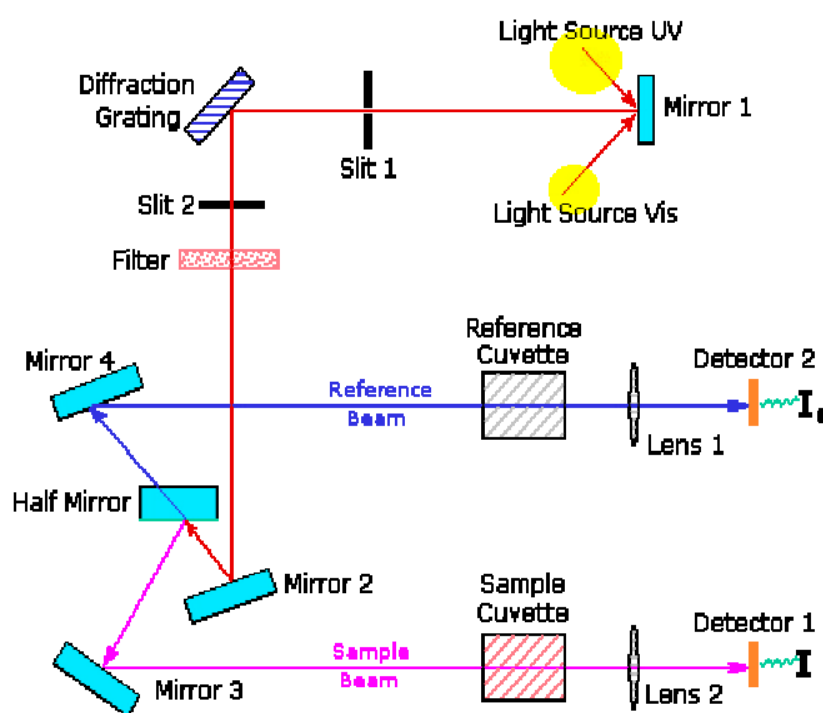 Light Source UV
Diffraction
Grating
Mirror 1
Slit 1
Slit 2
Light Source Vis
Filter
Reference
Cuvette
Mirror 4
Detector 2
Reference
Beam
I
Lens 1
Half Mirror
Mirror 2
Sample
Cuvette
Detector 1
Sample
Beam
I
Mirror 3
Lens 2